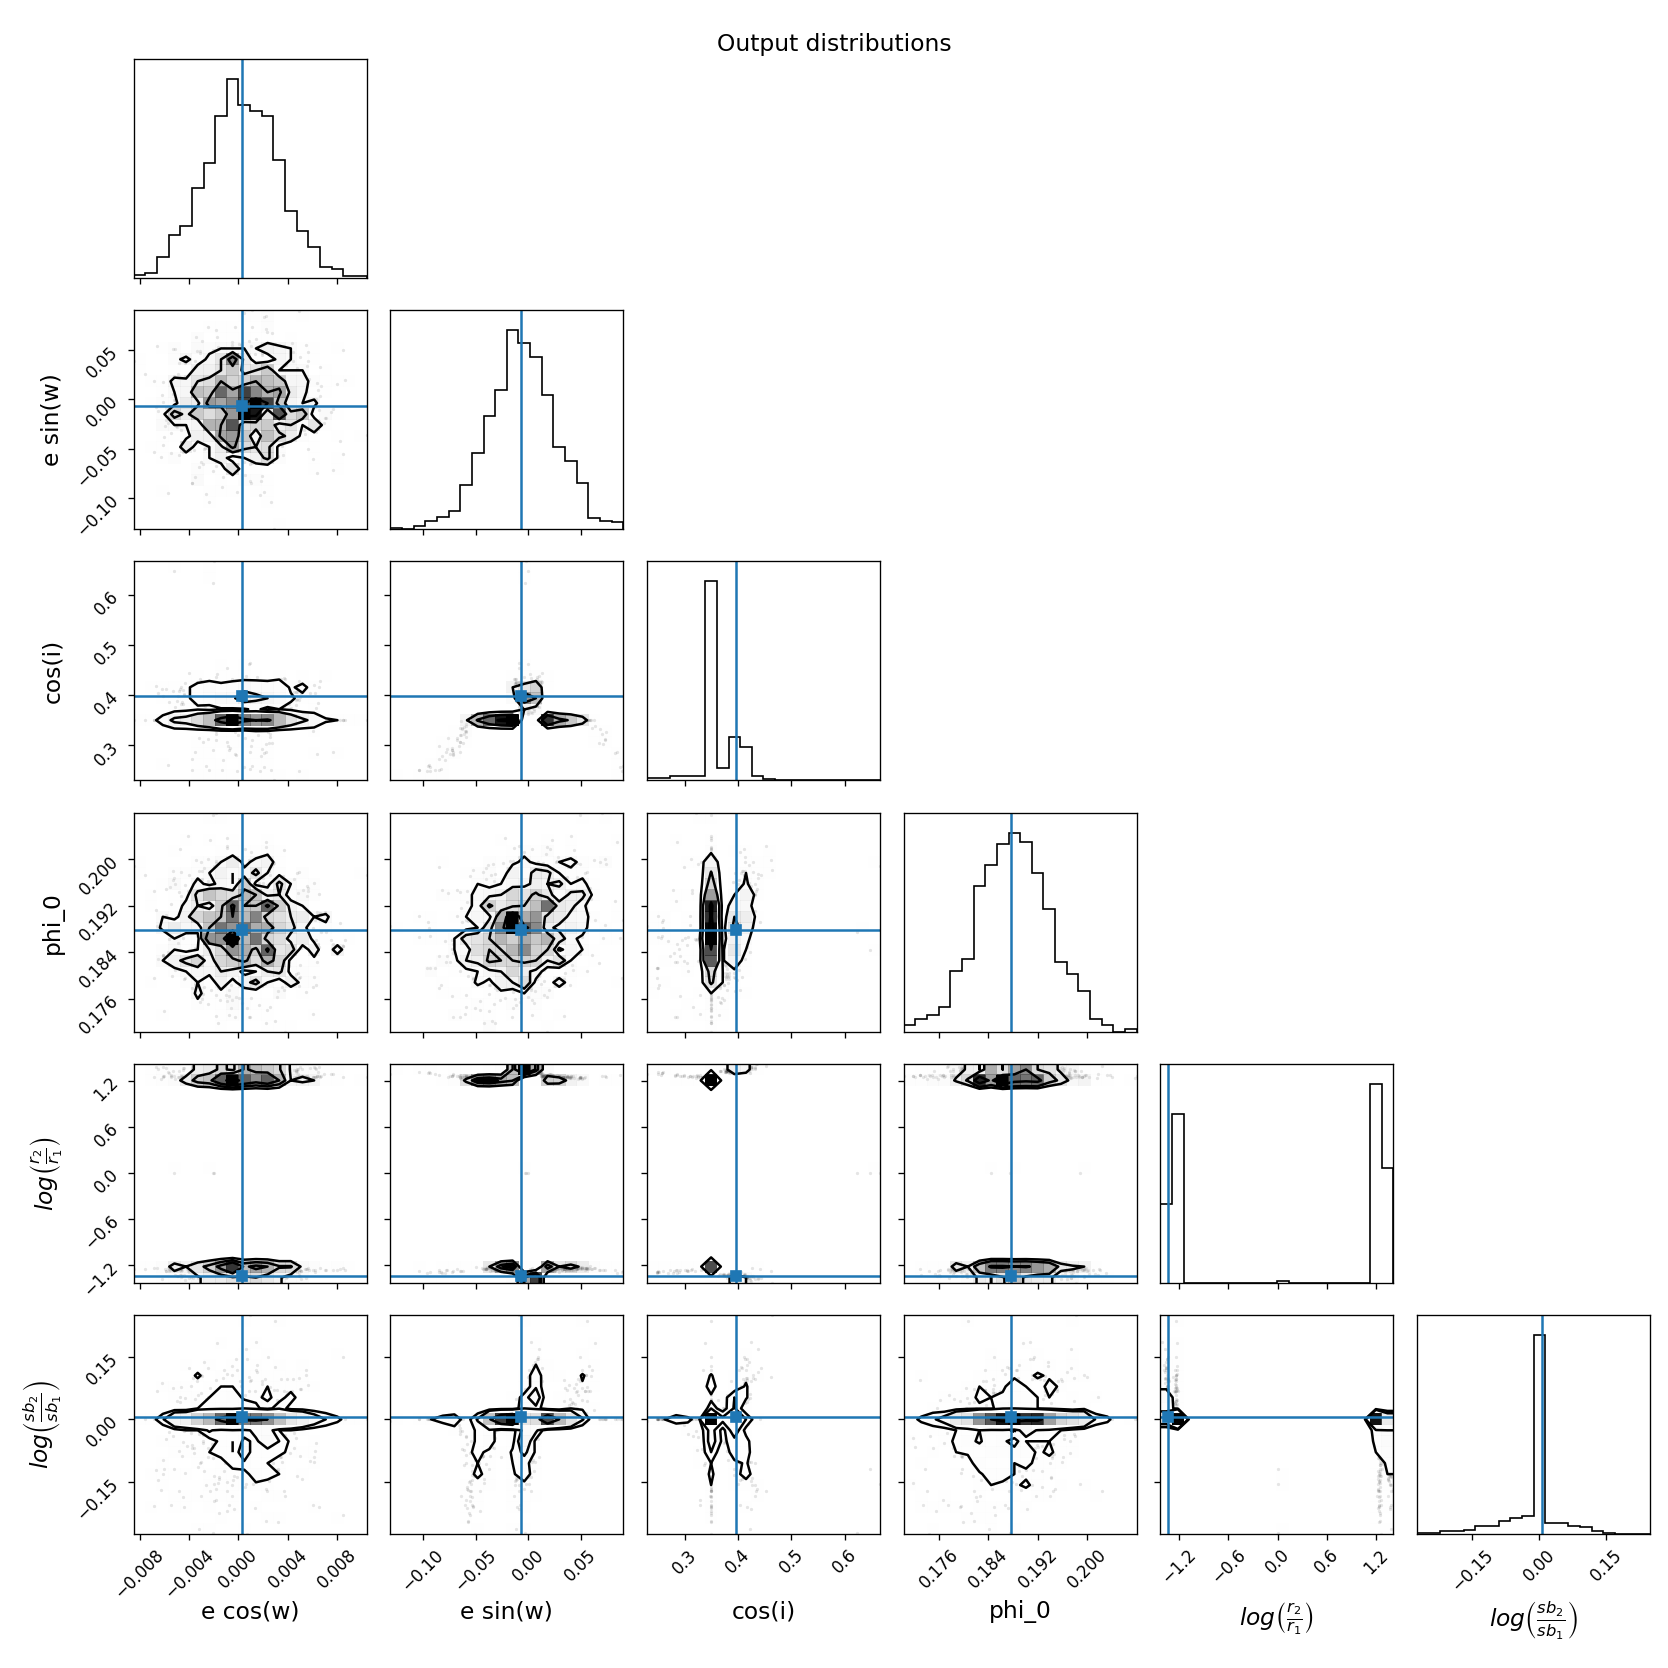 Output distributions
e sin(w)
0.05
0.00
−0.05
−0.10
cos(i)
0.6
0.5
0.4
0.3
phi_0
0.200
0.192
0.184
0.176
log(r₂/r₁)
1.2
0.6
0.0
−0.6
−1.2
log(sb₂/sb₁)
0.15
0.00
−0.15
−0.008 −0.004 0.000 0.004 0.008
−0.10 −0.05 0.00 0.05
0.3 0.4 0.5 0.6
0.176 0.184 0.192 0.200
−1.2 −0.6 0.0 0.6 1.2
−0.15 0.00 0.15
e cos(w)
e sin(w)
cos(i)
phi_0
log(r₂/r₁)
log(sb₂/sb₁)